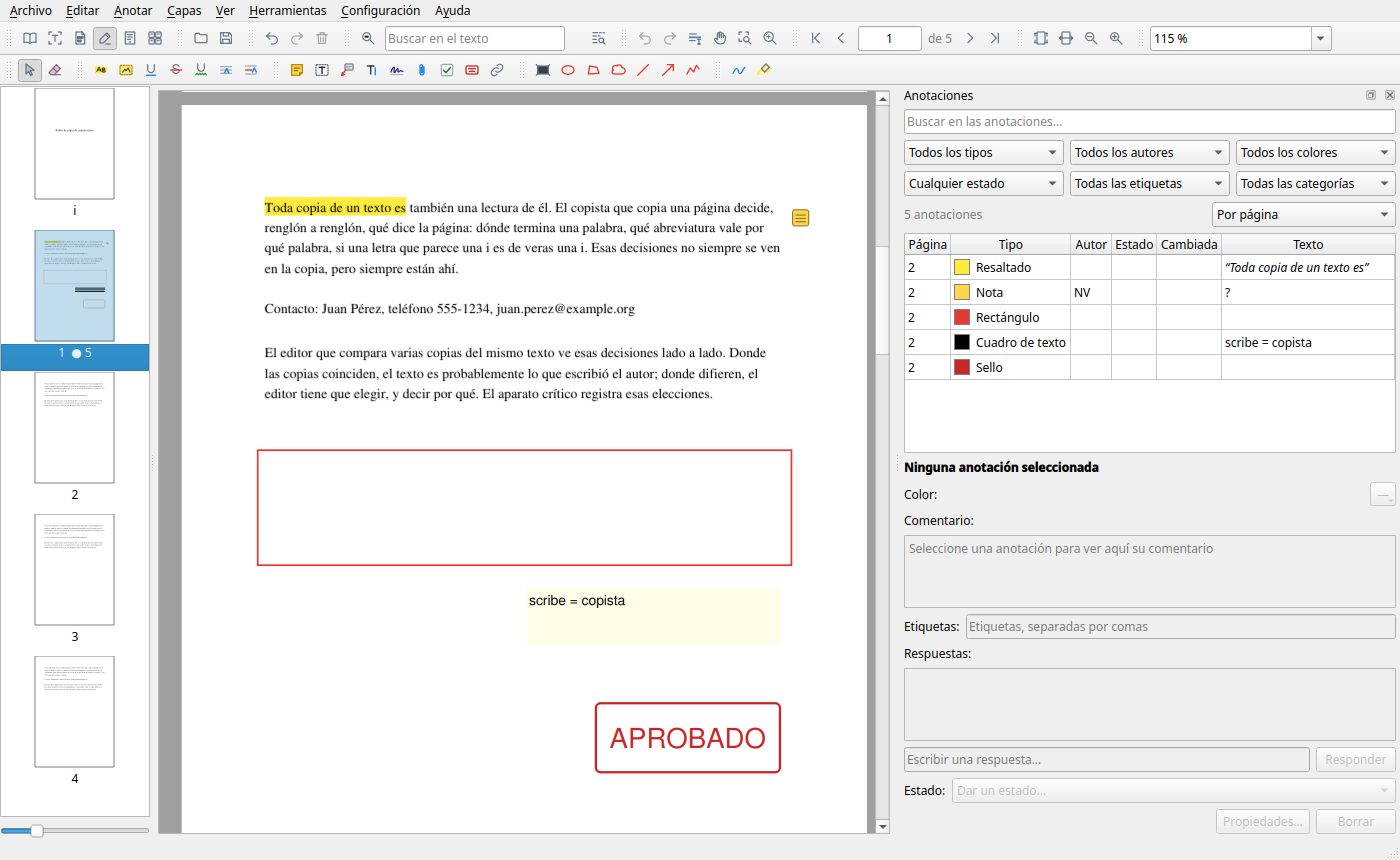 Archivo Editar Anotar Capas Ver Herramientas Configuración Ayuda
Buscar en el texto
1 de 5
115 %
i
1 5
2
3
4
Toda copia de un texto es también una lectura de él. El copista que copia una página decide,
renglón a renglón, qué dice la página: dónde termina una palabra, qué abreviatura vale por
qué palabra, si una letra que parece una i es de veras una i. Esas decisiones no siempre se ven
en la copia, pero siempre están ahí.
Contacto: Juan Pérez, teléfono 555-1234, juan.perez@example.org
El editor que compara varias copias del mismo texto ve esas decisiones lado a lado. Donde
las copias coinciden, el texto es probablemente lo que escribió el autor; donde difieren, el
editor tiene que elegir, y decir por qué. El aparato crítico registra esas elecciones.
scribe = copista
APROBADO
Anotaciones
Buscar en las anotaciones...
Todos los tipos Todos los autores Todos los colores
Cualquier estado Todas las etiquetas Todas las categorías
5 anotaciones Por página
Página Tipo Autor Estado Cambiada Texto
2 Resaltado “Toda copia de un texto es”
2 Nota NV ?
2 Rectángulo
2 Cuadro de texto scribe = copista
2 Sello
Ninguna anotación seleccionada
Color: —
Comentario:
Seleccione una anotación para ver aquí su comentario
Etiquetas: Etiquetas, separadas por comas
Respuestas:
Escribir una respuesta... Responder
Estado: Dar un estado...
Propiedades... Borrar